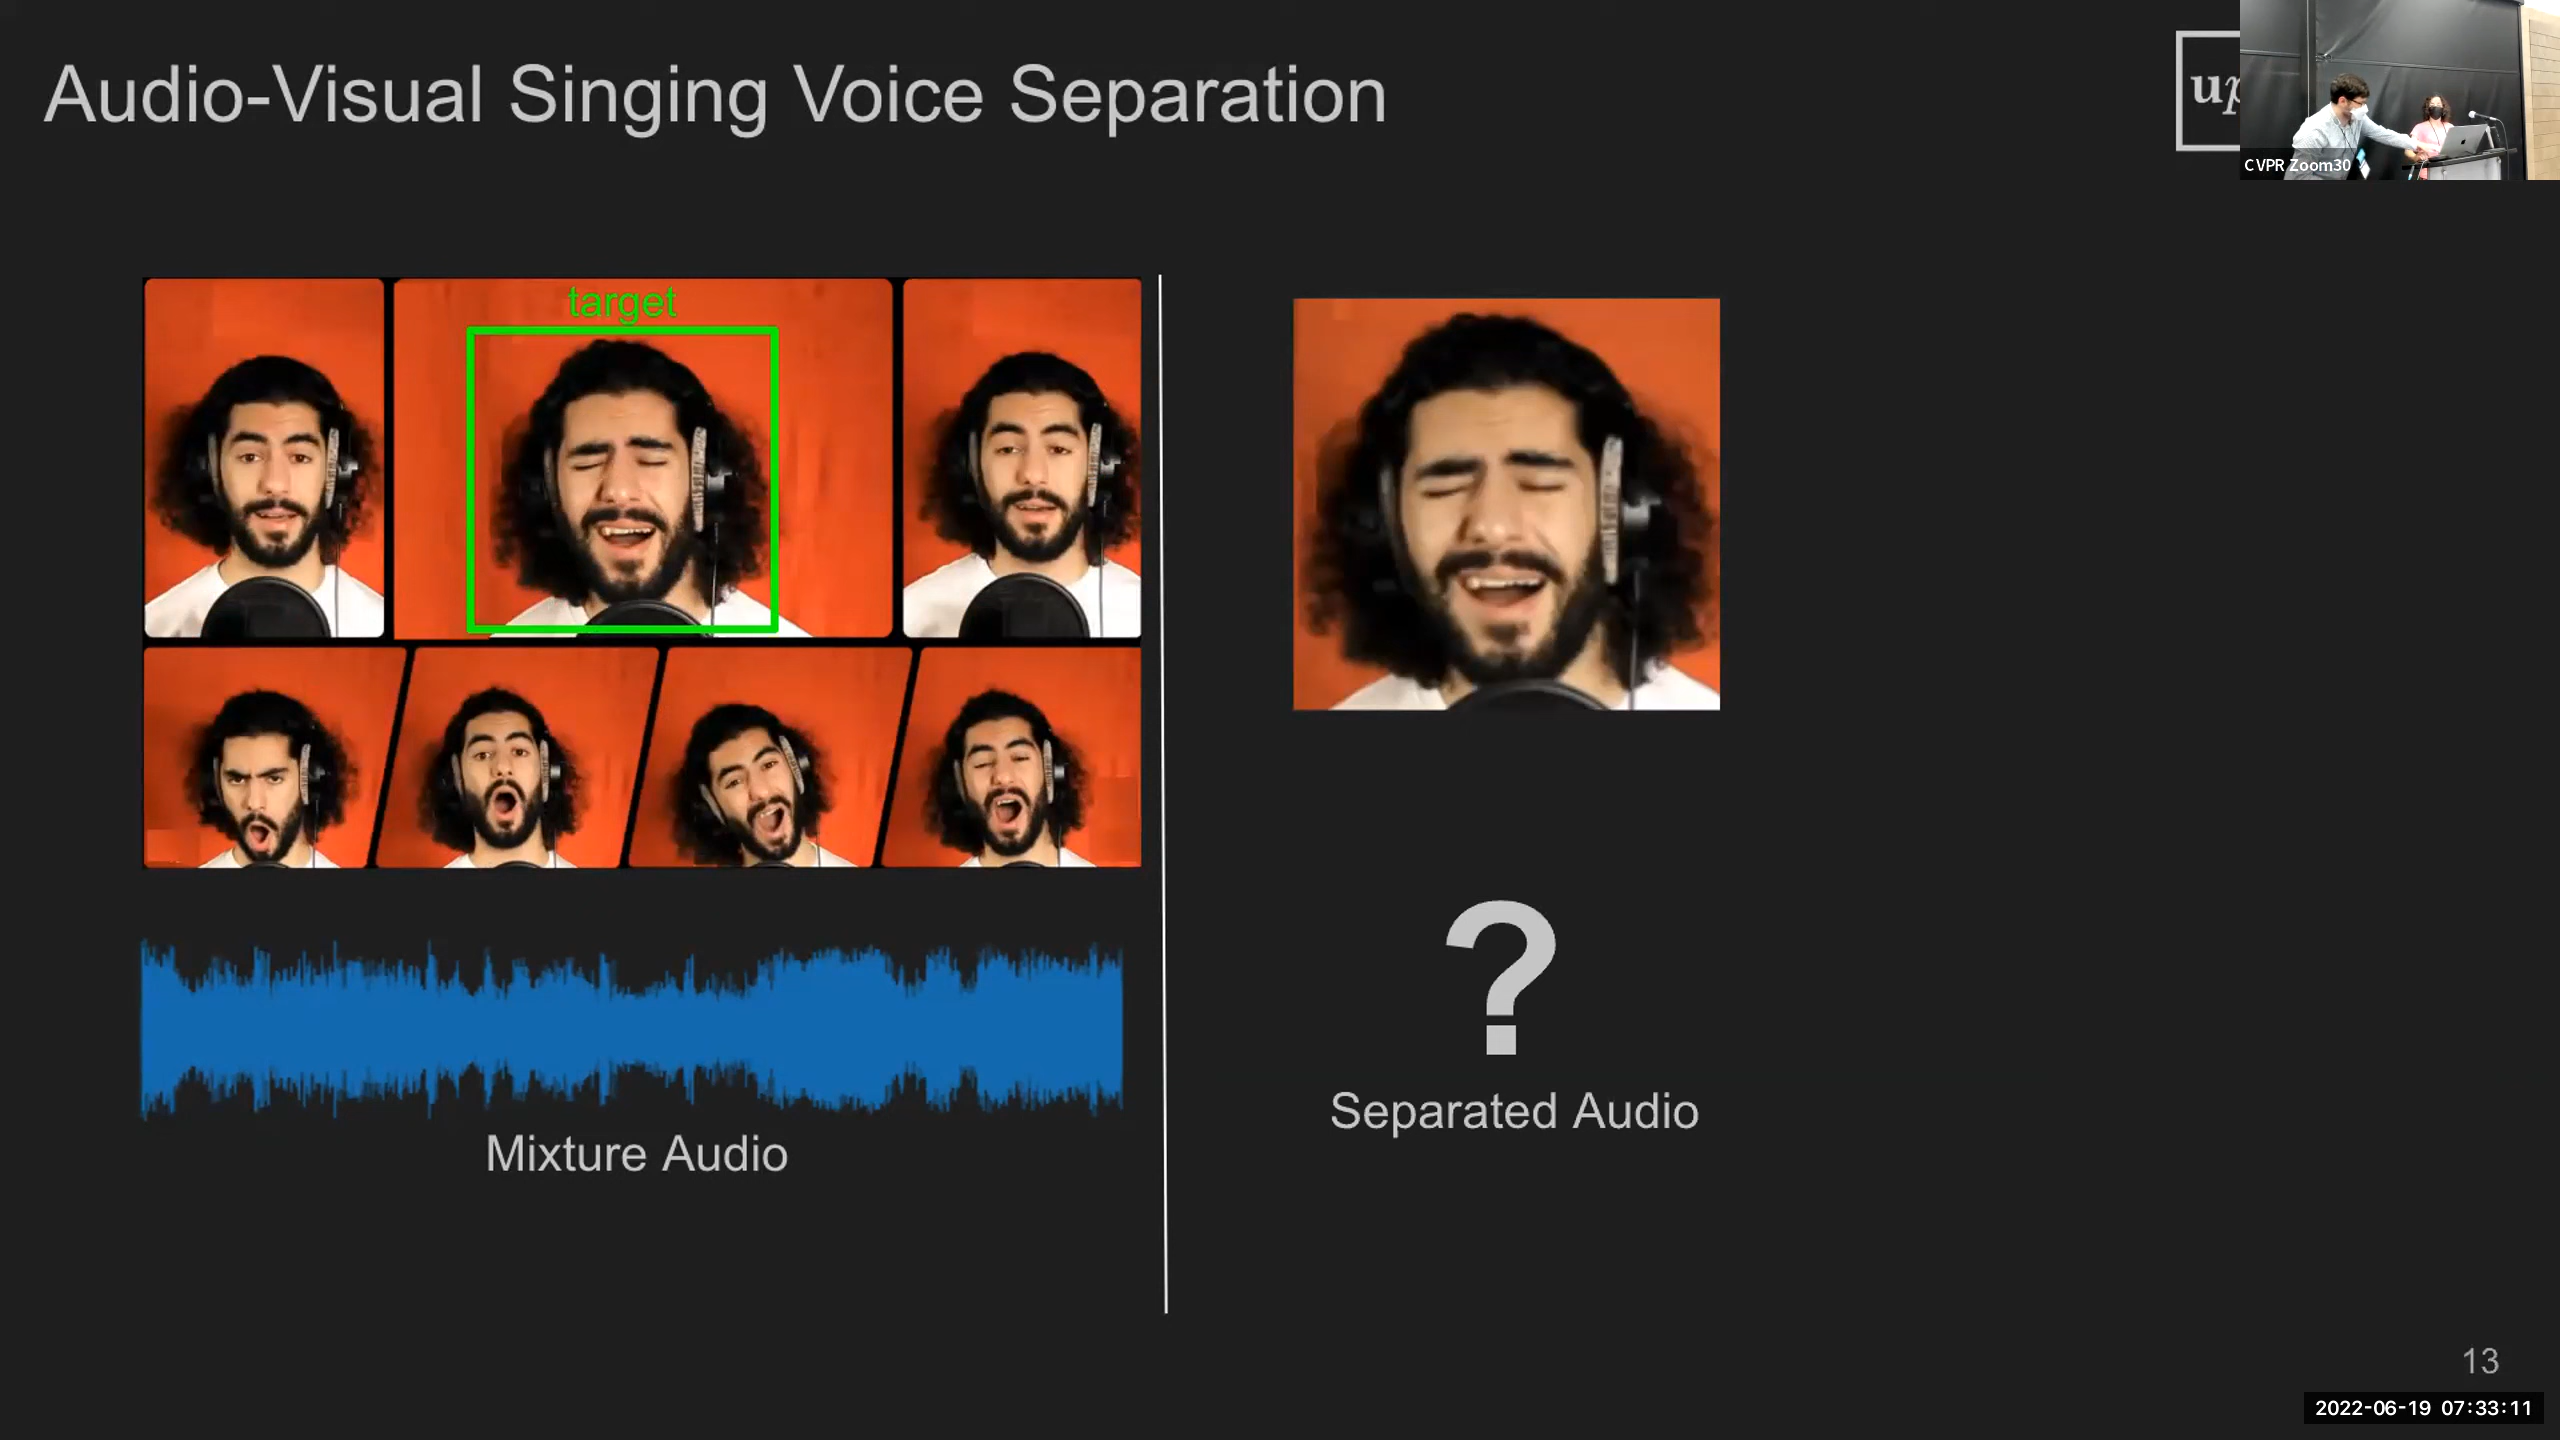 Audio-Visual Singing Voice Separation
CVPR Zoom30
target
?
Separated Audio
Mixture Audio
13
2022-06-19 07:33:11